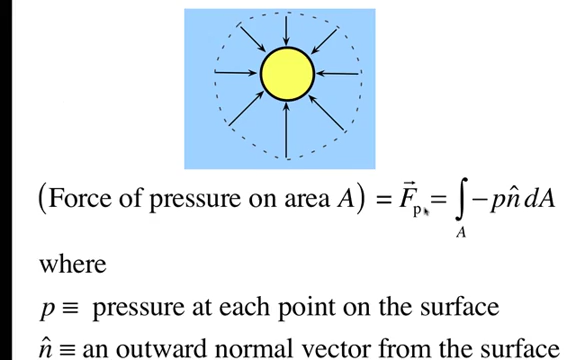 (Force of pressure on area A) = F⃗ₚ = ∫_A −p n̂ dA
where
p ≡ pressure at each point on the surface
n̂ ≡ an outward normal vector from the surface